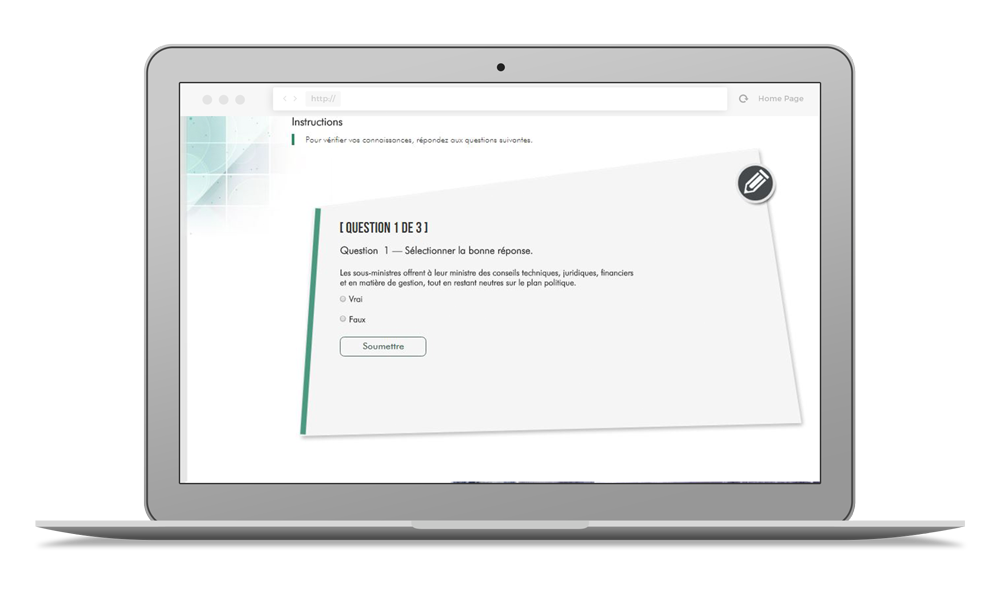 http://
Home Page
Instructions
Pour vérifier vos connaissances, répondez aux questions suivantes.
[ QUESTION 1 DE 3 ]
Question 1 — Sélectionner la bonne réponse.
Les sous-ministres offrent à leur ministre des conseils techniques, juridiques, financiers
et en matière de gestion, tout en restant neutres sur le plan politique.
Vrai
Faux
Soumettre